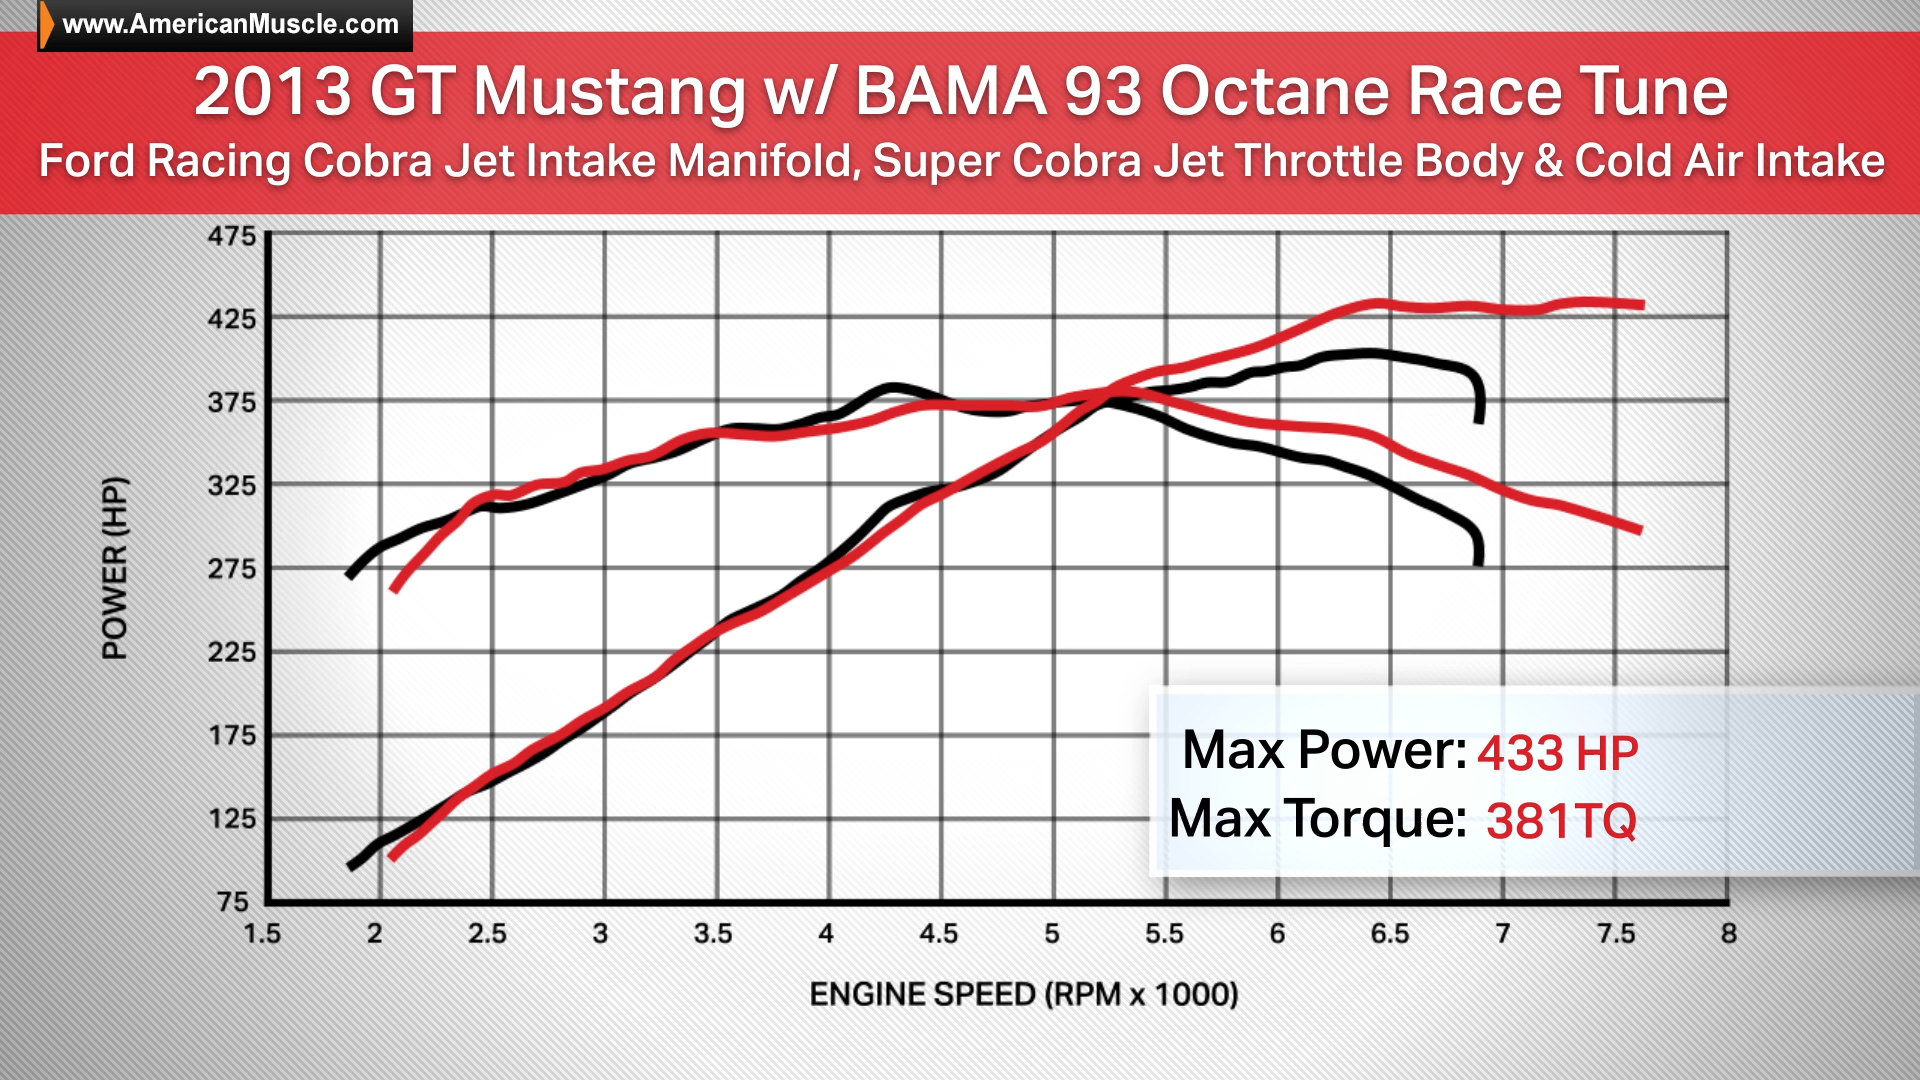 www.AmericanMuscle.com
2013 GT Mustang w/ BAMA 93 Octane Race Tune
Ford Racing Cobra Jet Intake Manifold, Super Cobra Jet Throttle Body & Cold Air Intake
475
425
375
325
275
225
175
125
75
POWER (HP)
Max Power: 433 HP
Max Torque: 381TQ
1.5 2 2.5 3 3.5 4 4.5 5 5.5 6 6.5 7 7.5 8
ENGINE SPEED (RPM x 1000)